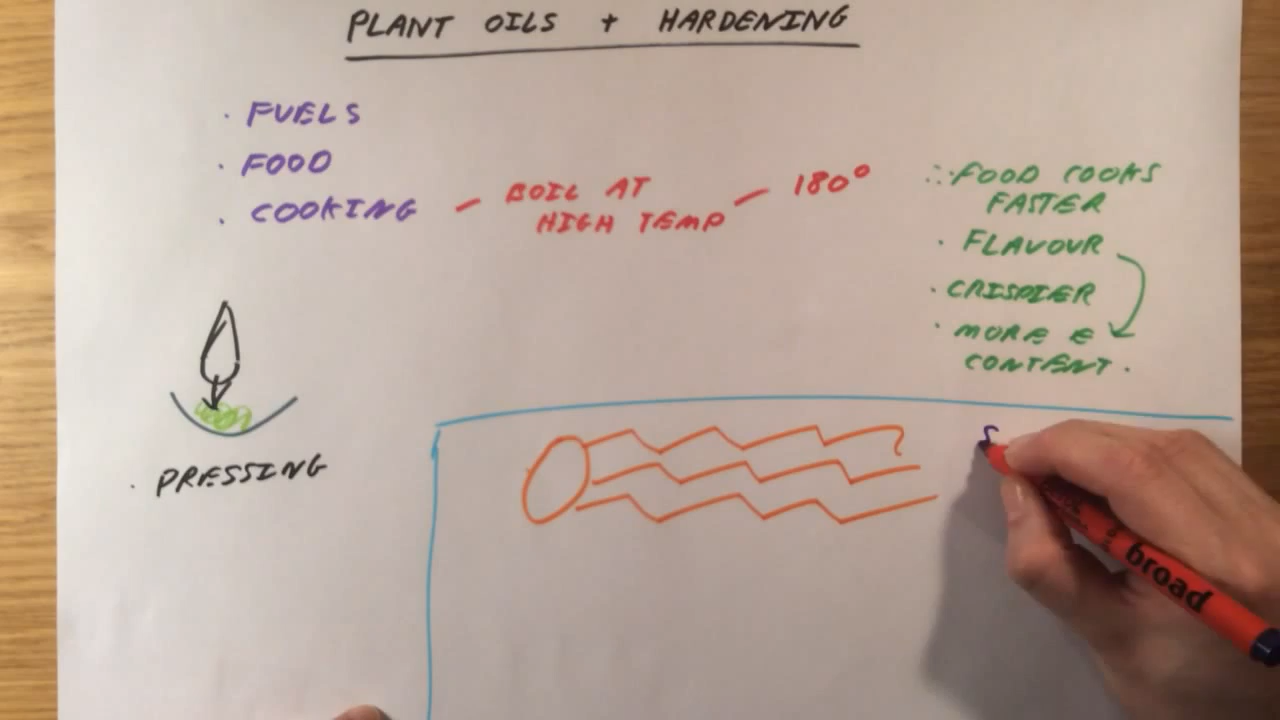 PLANT OILS + HARDENING
· FUELS
· FOOD
· COOKING – BOIL AT
HIGH TEMP – 180°
∴ FOOD COOKS
FASTER
· FLAVOUR
· CRISPIER
· MORE E
CONTENT.
· PRESSING
S
broad